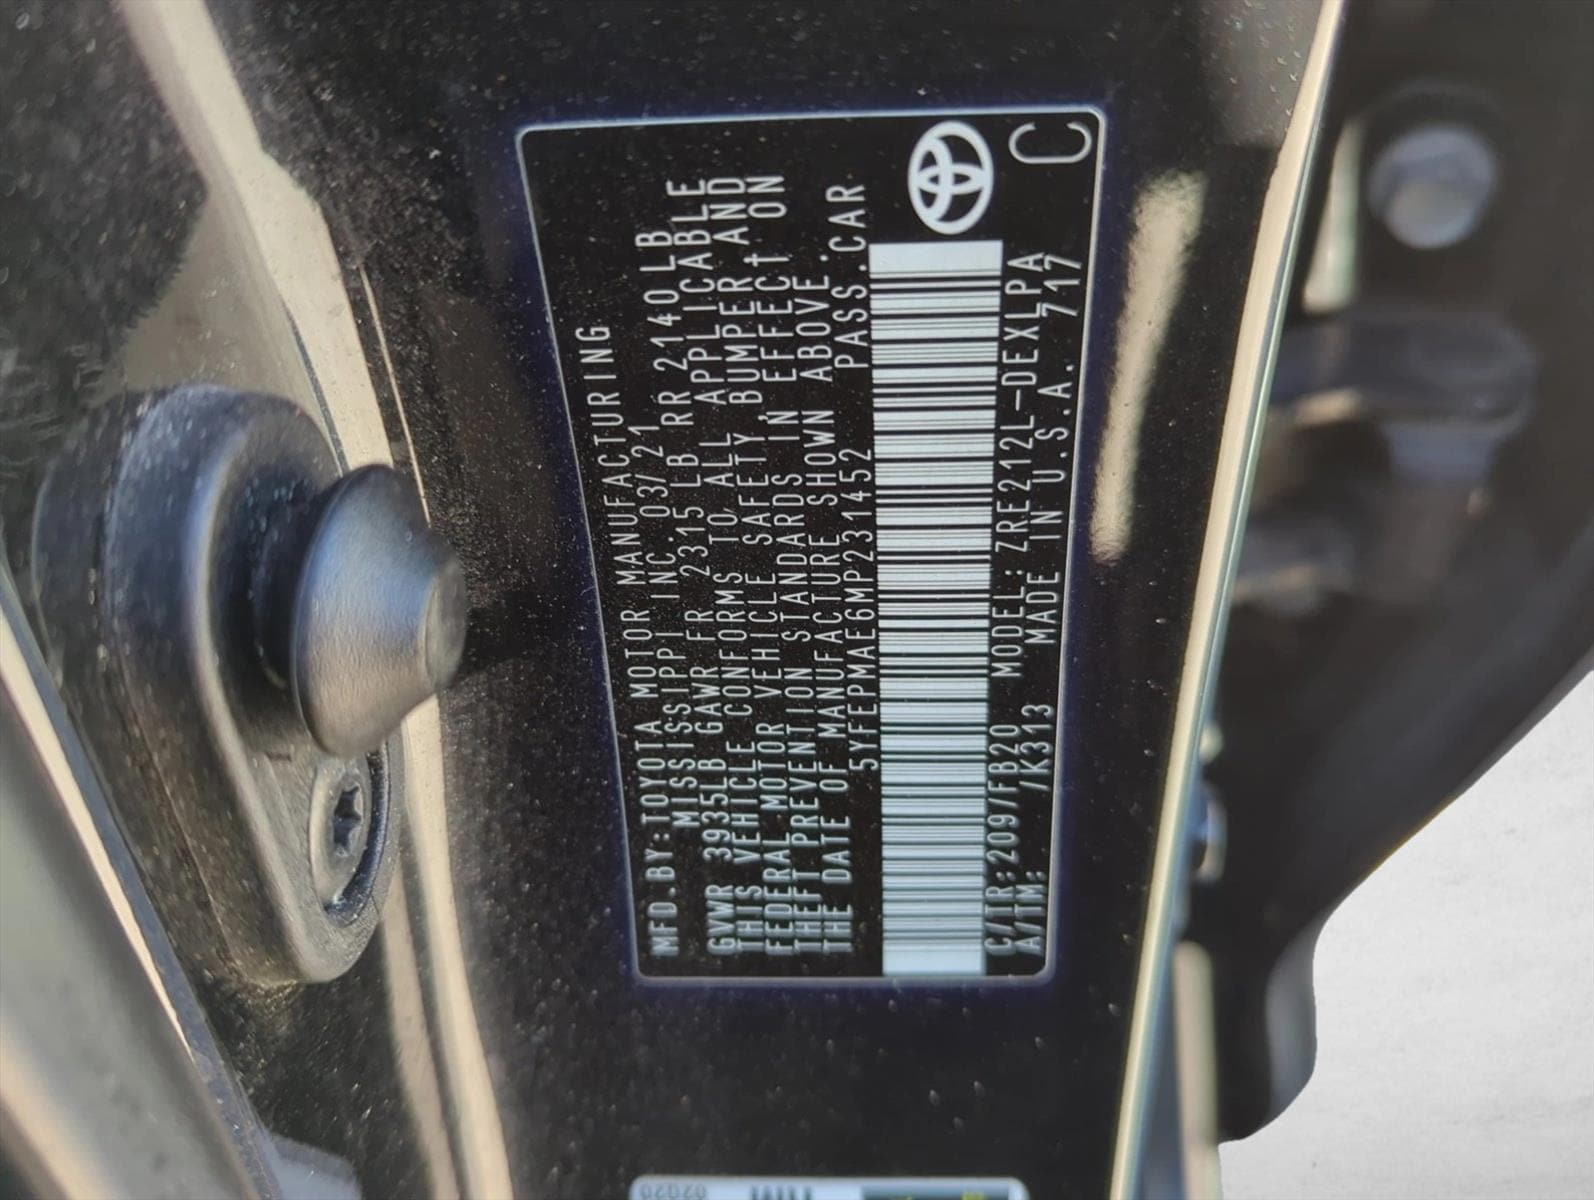 MFD.BY:TOYOTA MOTOR MANUFACTURING
MISSISSIPPI INC. 03/21
GVWR 3935LB GAWR FR 2315LB RR 2140LB
THIS VEHICLE CONFORMS TO ALL APPLICABLE
FEDERAL MOTOR VEHICLE SAFETY, BUMPER, AND
THEFT PREVENTION STANDARDS IN EFFECT ON
THE DATE OF MANUFACTURE SHOWN ABOVE.
5YFEPMAE6MP231452 PASS.CAR
C/TR:209/FB20 MODEL: ZRE212L-DEXLPA
A/TM: /K313 MADE IN U.S.A. 717
C